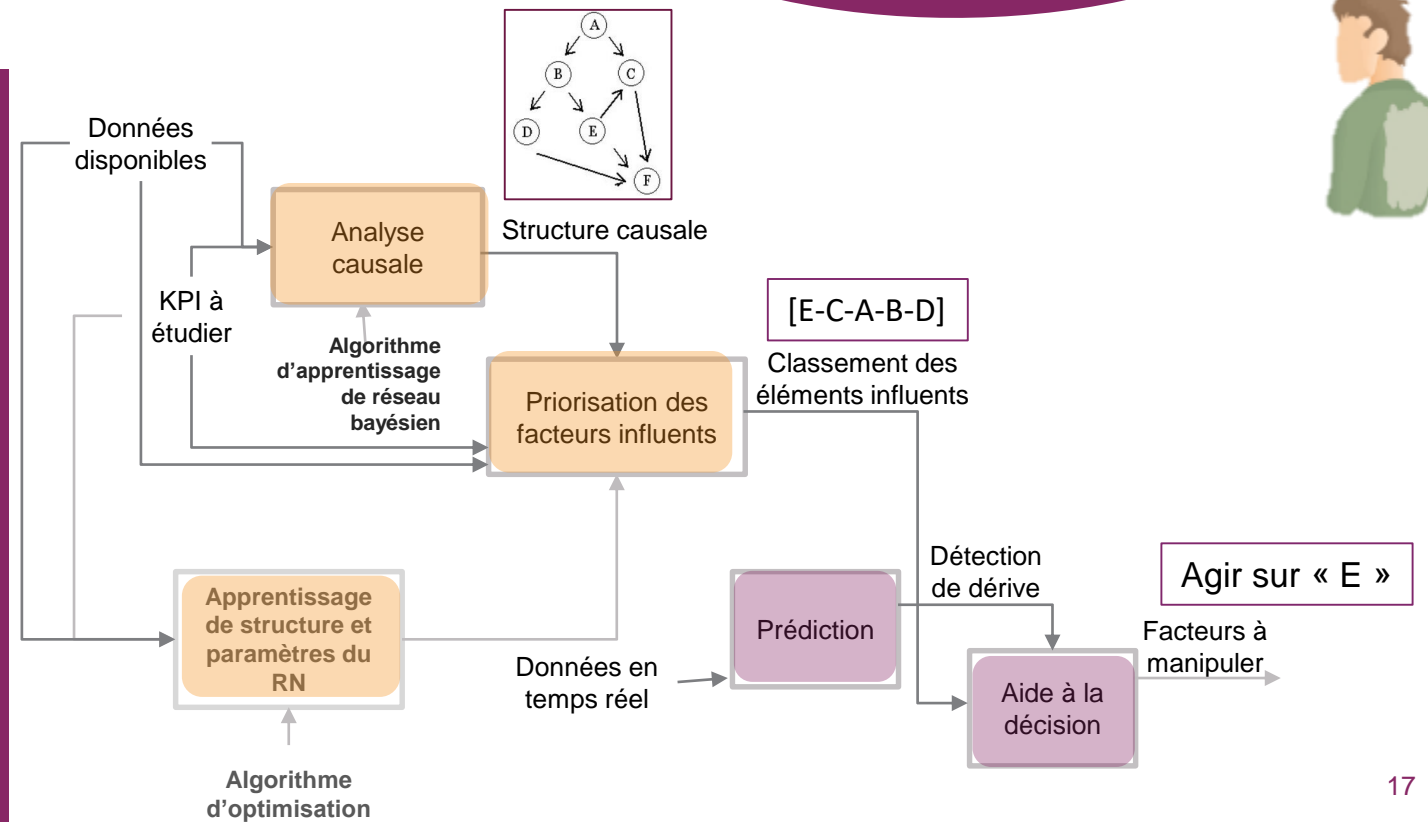 A
B
C
D
E
F
Données
disponibles
Analyse
causale
Structure causale
KPI à
étudier
[E-C-A-B-D]
Algorithme
d'apprentissage
de réseau
bayésien
Classement des
éléments influents
Priorisation des
facteurs influents
Détection
de dérive
Agir sur « E »
Apprentissage
de structure et
paramètres du
RN
Prédiction
Facteurs à
manipuler
Données en
temps réel
Aide à la
décision
Algorithme
d'optimisation
17